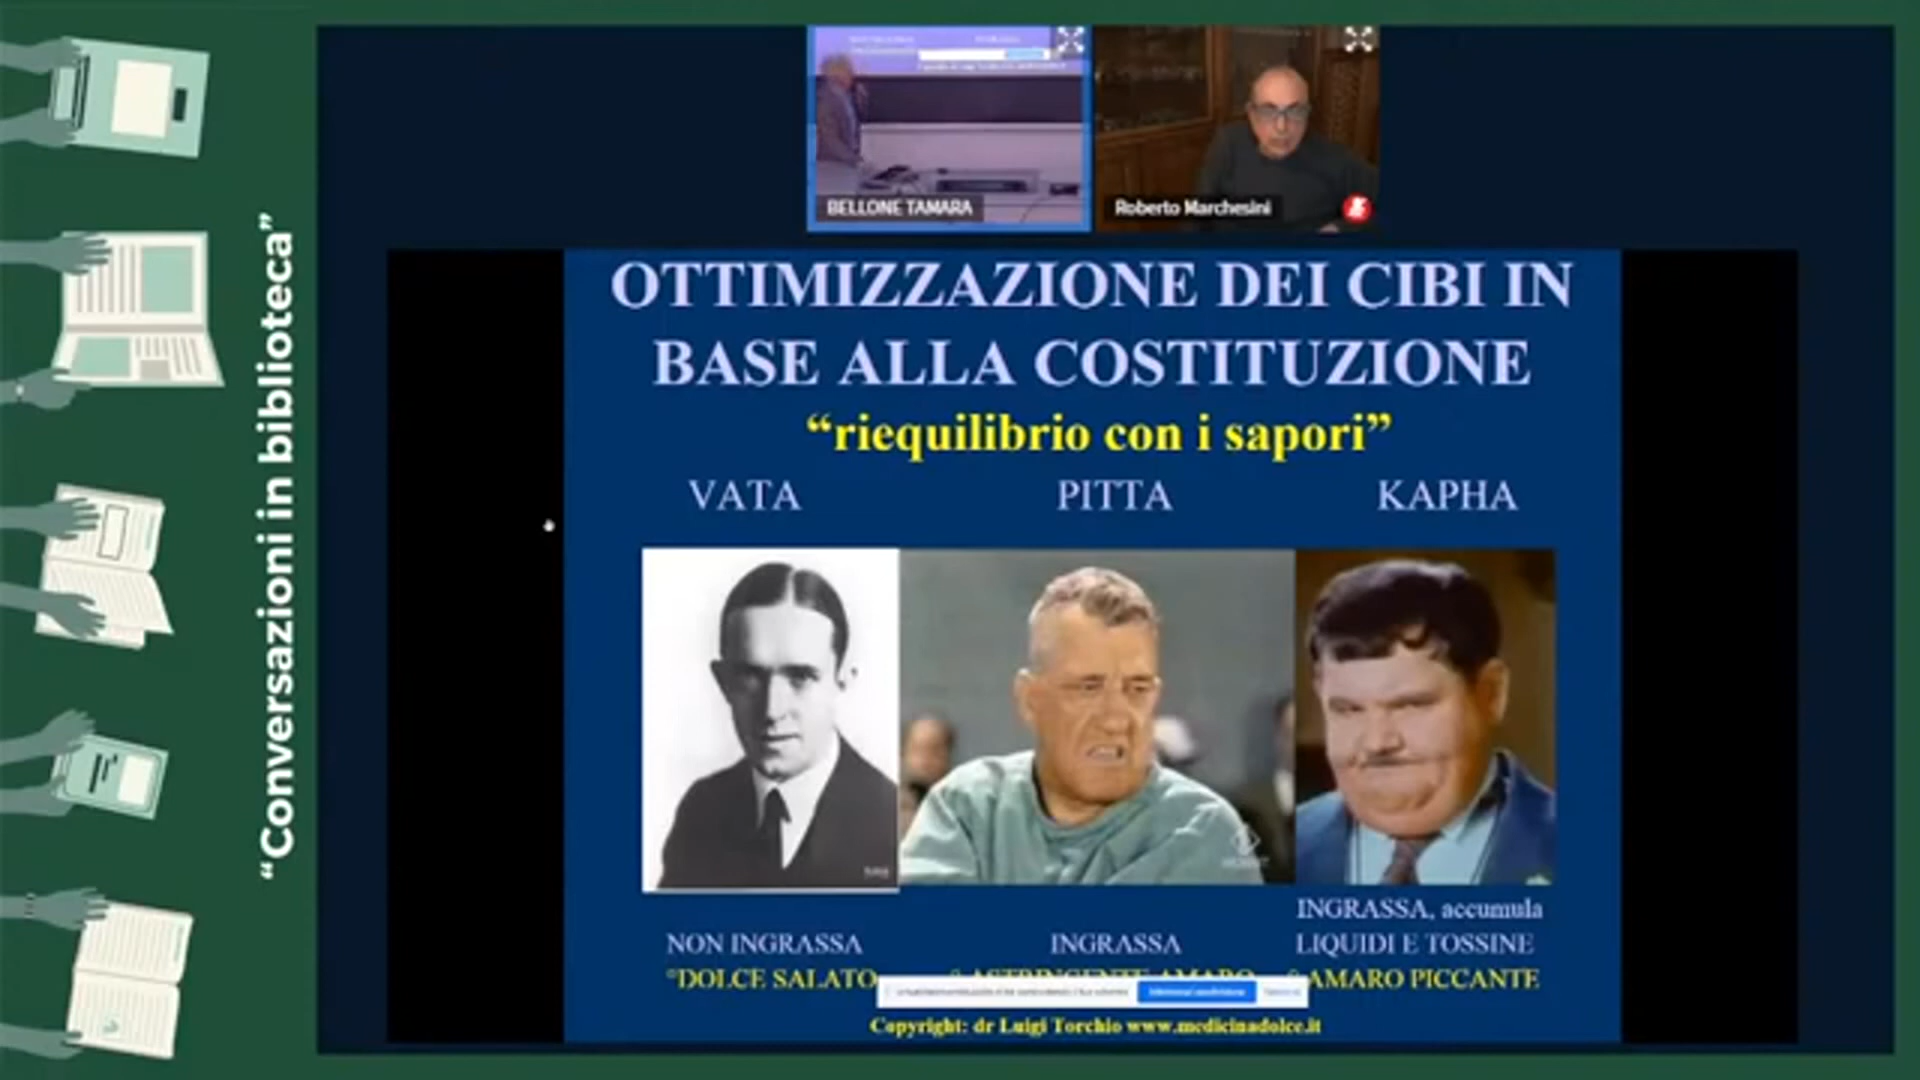 “Conversazioni in biblioteca”
BELLONE TAMARA
Roberto Marchesini
OTTIMIZZAZIONE DEI CIBI IN
BASE ALLA COSTITUZIONE
“riequilibrio con i sapori”
VATA
PITTA
KAPHA
NON INGRASSA
°DOLCE SALATO
INGRASSA
° ASTRINGENTE AMARO
INGRASSA, accumula
LIQUIDI E TOSSINE
° AMARO PICCANTE
Copyright: dr Luigi Torchio www.medicinadolce.it